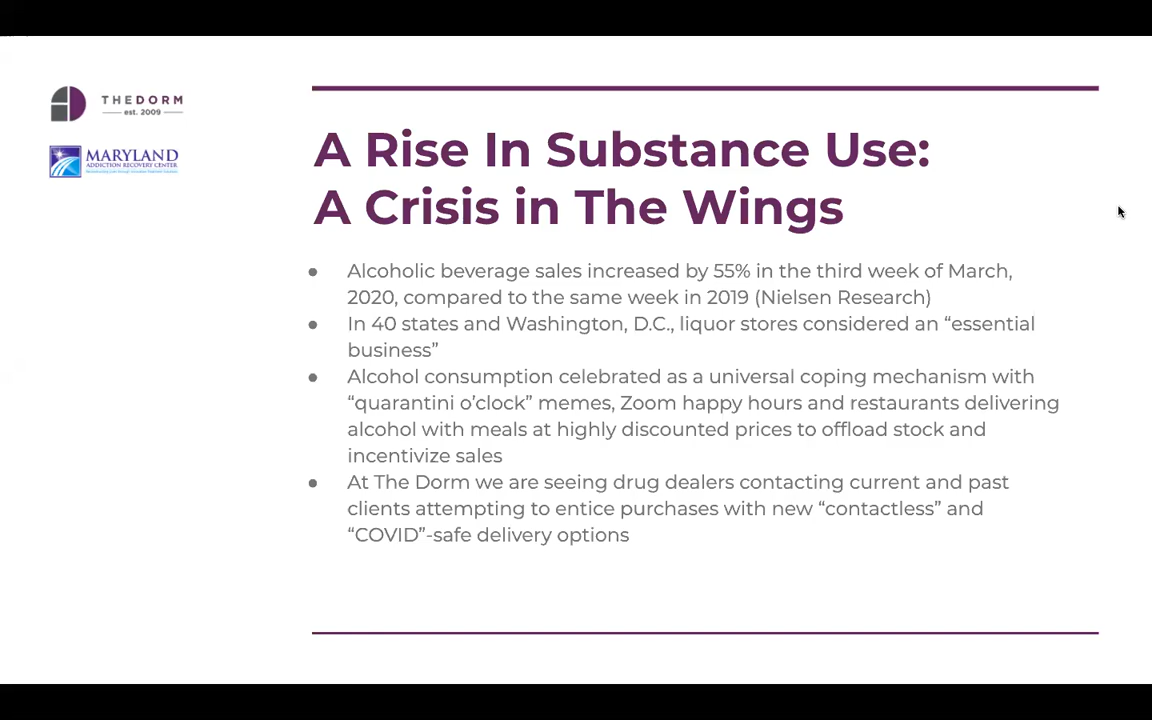 THEDORM
est. 2009
MARYLAND
ADDICTION RECOVERY CENTER
A Rise In Substance Use:
A Crisis in The Wings
● Alcoholic beverage sales increased by 55% in the third week of March,
2020, compared to the same week in 2019 (Nielsen Research)
● In 40 states and Washington, D.C., liquor stores considered an “essential
business”
● Alcohol consumption celebrated as a universal coping mechanism with
“quarantini o’clock” memes, Zoom happy hours and restaurants delivering
alcohol with meals at highly discounted prices to offload stock and
incentivize sales
● At The Dorm we are seeing drug dealers contacting current and past
clients attempting to entice purchases with new “contactless” and
“COVID”-safe delivery options